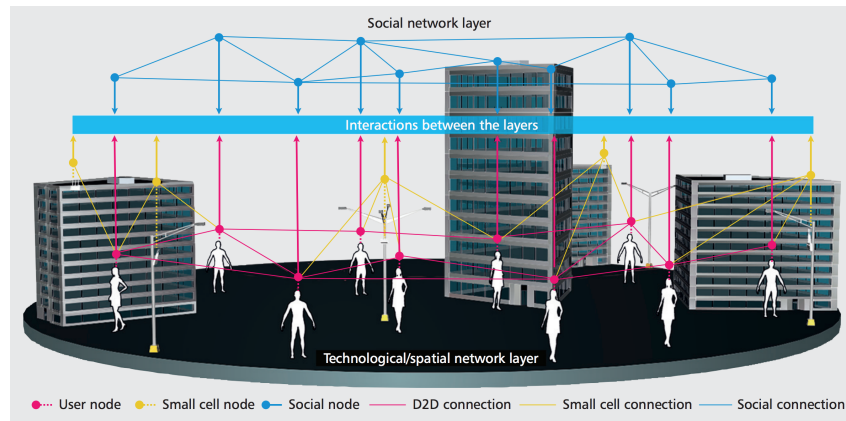 Social network layer
Interactions between the layers
Technological/spatial network layer
User node Small cell node Social node D2D connection Small cell connection Social connection